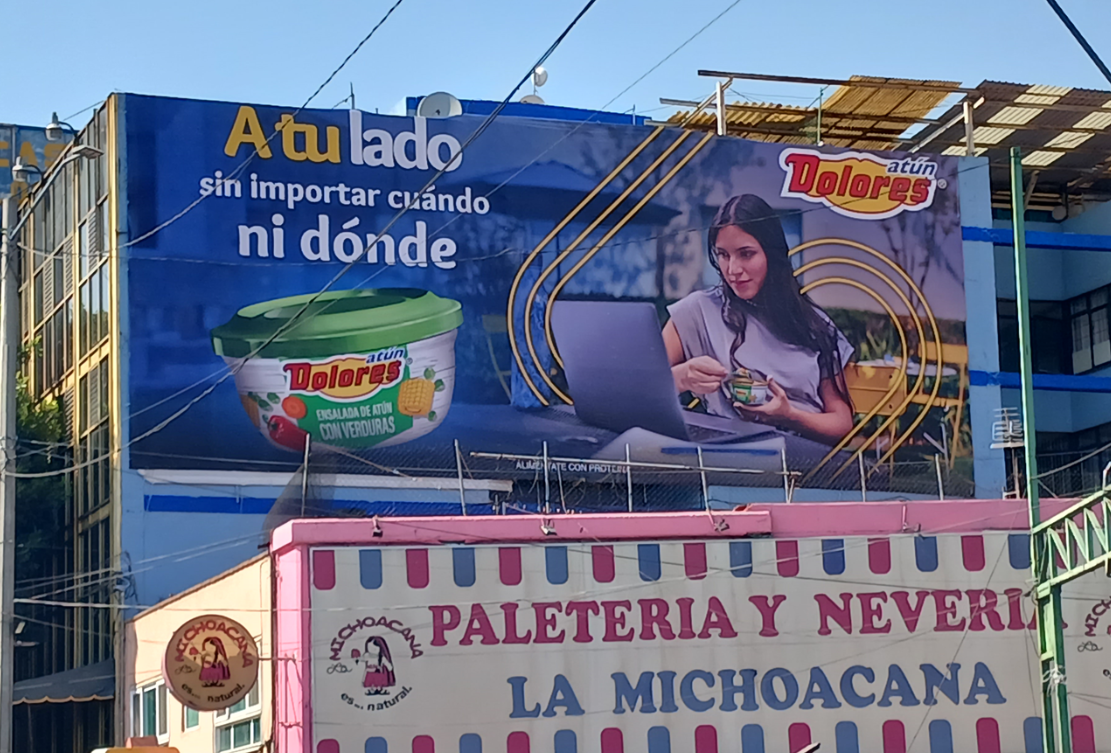 A tu lado
sin importar cuándo
ni dónde
atún
Dolores
atún
Dolores
ENSALADA DE ATÚN
CON VERDURAS
ALIMÉNTATE CON PROTEÍNA
PALETERIA Y NEVERIA
LA MICHOACANA
MICHOACANA
es... natural.
MICHOACANA
es... natural.